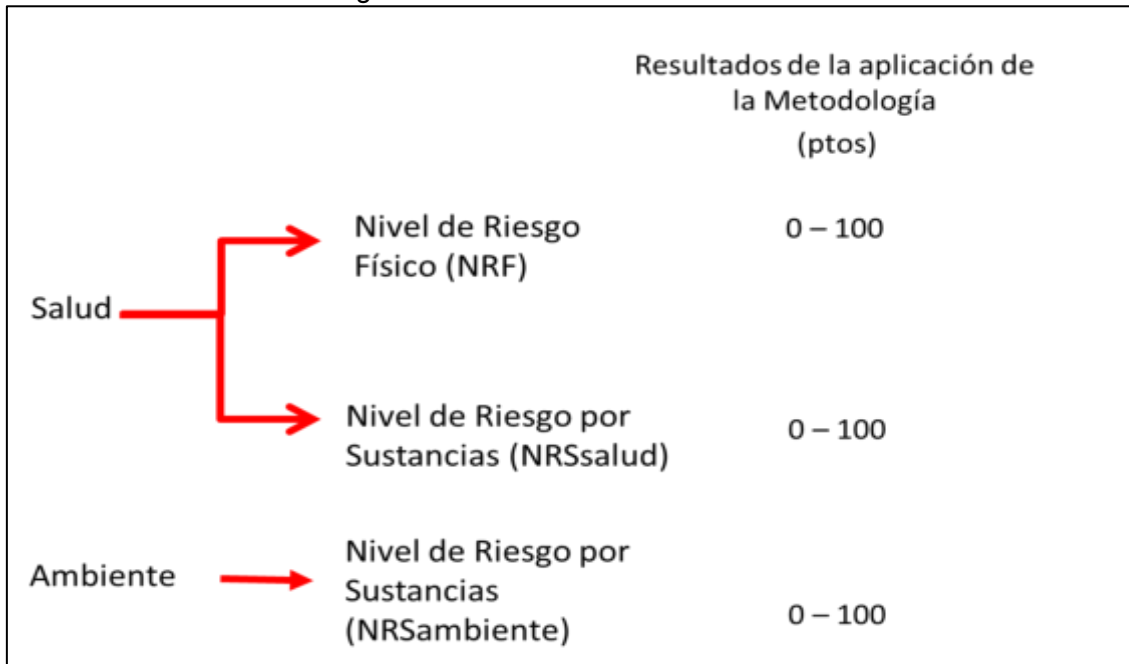 Resultados de la aplicación de
la Metodología
(ptos)
Salud
Nivel de Riesgo
Físico (NRF)
0 – 100
Nivel de Riesgo por
Sustancias (NRSsalud)
0 – 100
Ambiente
Nivel de Riesgo por
Sustancias
(NRSambiente)
0 – 100